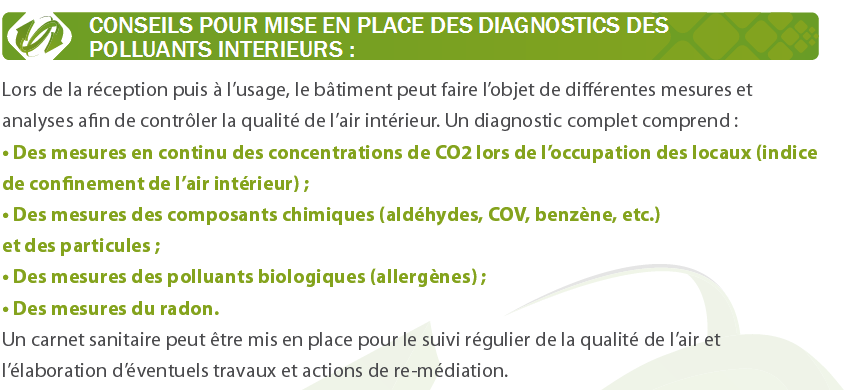 CONSEILS POUR MISE EN PLACE DES DIAGNOSTICS DES
POLLUANTS INTERIEURS :
Lors de la réception puis à l’usage, le bâtiment peut faire l’objet de différentes mesures et
analyses afin de contrôler la qualité de l’air intérieur. Un diagnostic complet comprend :
• Des mesures en continu des concentrations de CO2 lors de l’occupation des locaux (indice
de confinement de l’air intérieur) ;
• Des mesures des composants chimiques (aldéhydes, COV, benzène, etc.)
et des particules ;
• Des mesures des polluants biologiques (allergènes) ;
• Des mesures du radon.
Un carnet sanitaire peut être mis en place pour le suivi régulier de la qualité de l’air et
l’élaboration d’éventuels travaux et actions de re-médiation.